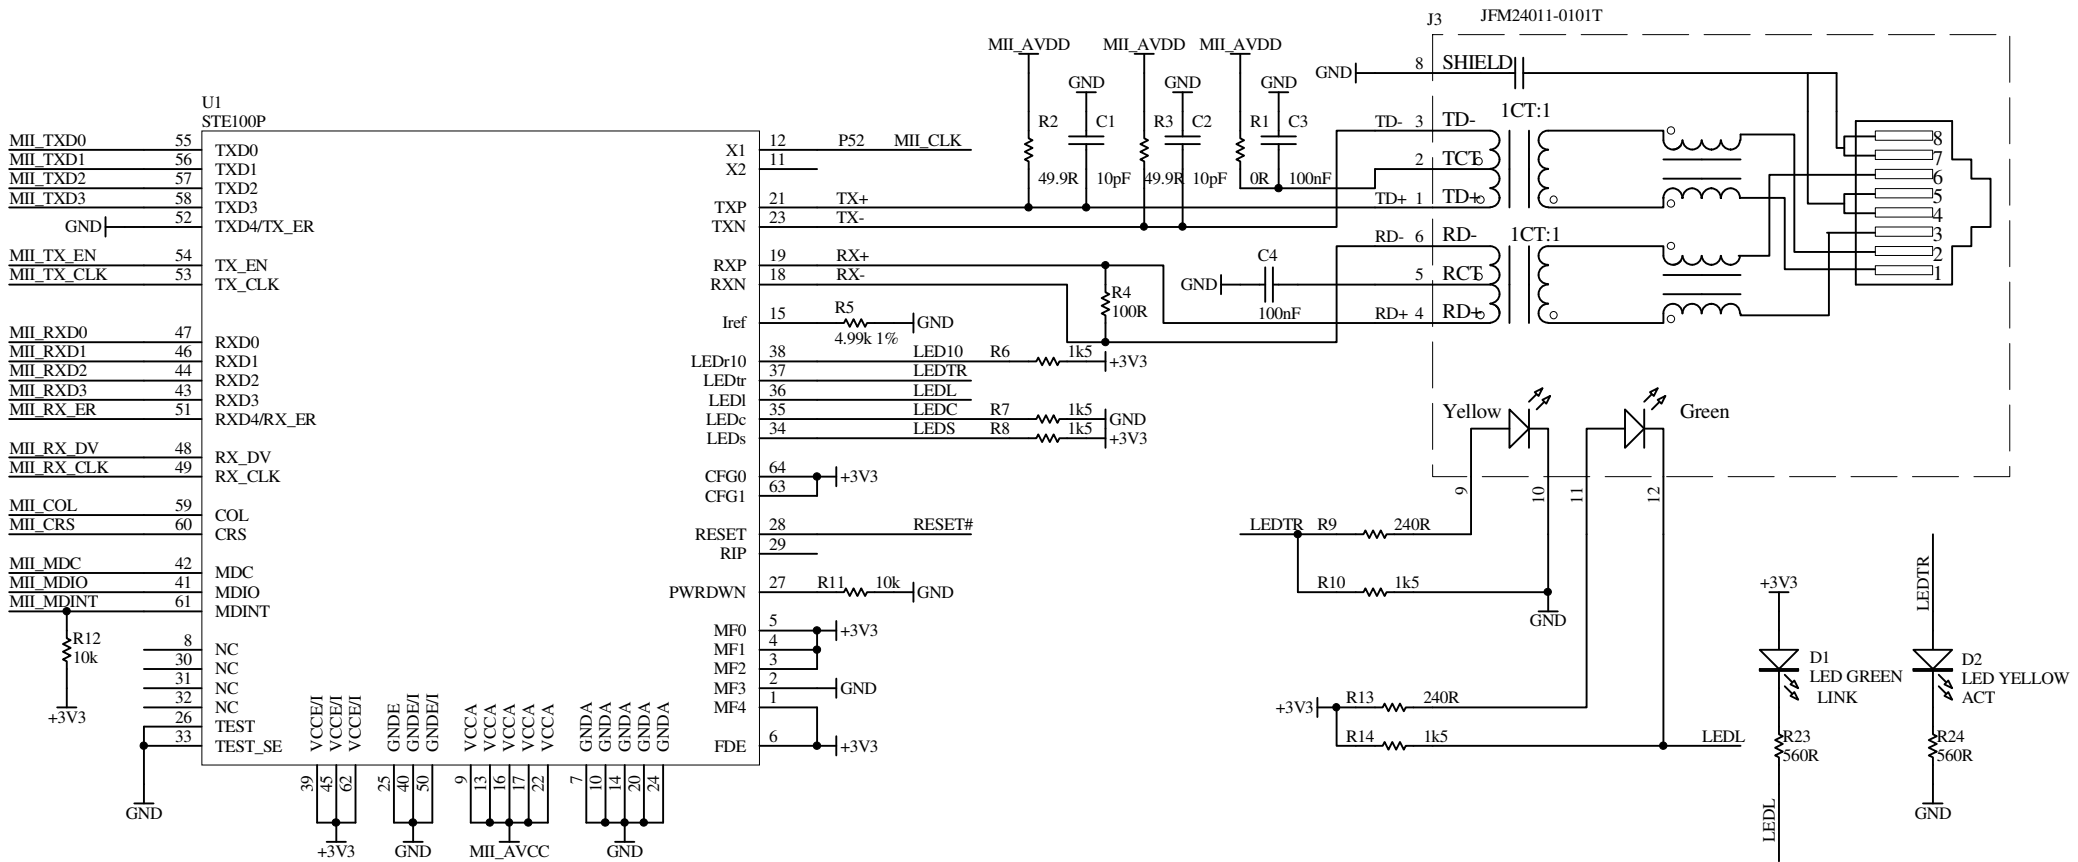 J3 JFM24011-0101T
MII_AVDD MII_AVDD MII_AVDD
GND GND GND
GND 8 SHIELD
U1
STE100P
R2 C1 R3 C2 R1 C3
49.9R 10pF 49.9R 10pF 0R 100nF
1CT:1
TD- 3 TD-
2 TCT
TD+ 1 TD+
RD- 6 RD-
1CT:1
5 RCT
RD+ 4 RD+
8
7
6
5
4
3
2
1
MII_TXD0 55 TXD0
MII_TXD1 56 TXD1
MII_TXD2 57 TXD2
MII_TXD3 58 TXD3
GND 52 TXD4/TX_ER
MII_TX_EN 54 TX_EN
MII_TX_CLK 53 TX_CLK
MII_RXD0 47 RXD0
MII_RXD1 46 RXD1
MII_RXD2 44 RXD2
MII_RXD3 43 RXD3
MII_RX_ER 51 RXD4/RX_ER
MII_RX_DV 48 RX_DV
MII_RX_CLK 49 RX_CLK
MII_COL 59 COL
MII_CRS 60 CRS
MII_MDC 42 MDC
MII_MDIO 41 MDIO
MII_MDINT 61 MDINT
R12
10k
+3V3
8 NC
30 NC
31 NC
32 NC
26 TEST
33 TEST_SE
GND
X1 12 P52 MII_CLK
X2 11
TXP 21 TX+
TXN 23 TX-
RXP 19 RX+
RXN 18 RX-
R4
100R
GND C4
100nF
Iref 15 R5 GND
4.99k 1%
LEDr10 38 LED10 R6 1k5 +3V3
LEDtr 37 LEDTR
LEDl 36 LEDL
LEDc 35 LEDC R7 1k5 GND
LEDs 34 LEDS R8 1k5 +3V3
CFG0 64 +3V3
CFG1 63
RESET 28 RESET#
RIP 29
PWRDWN 27 R11 10k GND
MF0 5 +3V3
MF1 4
MF2 3
MF3 2 GND
MF4 1
FDE 6 +3V3
VCCE/I VCCE/I VCCE/I GNDE GNDE/I GNDE/I VCCA VCCA VCCA VCCA VCCA GNDA GNDA GNDA GNDA GNDA
39 45 62 25 40 50 9 13 16 17 22 7 10 14 20 24
+3V3 GND MII_AVCC GND
Yellow Green
9 10 11 12
LEDTR R9 240R
R10 1k5
GND
+3V3 R13 240R
R14 1k5 LEDL
+3V3
D1
LED GREEN
LINK
R23
560R
LEDL
LEDTR
D2
LED YELLOW
ACT
R24
560R
GND